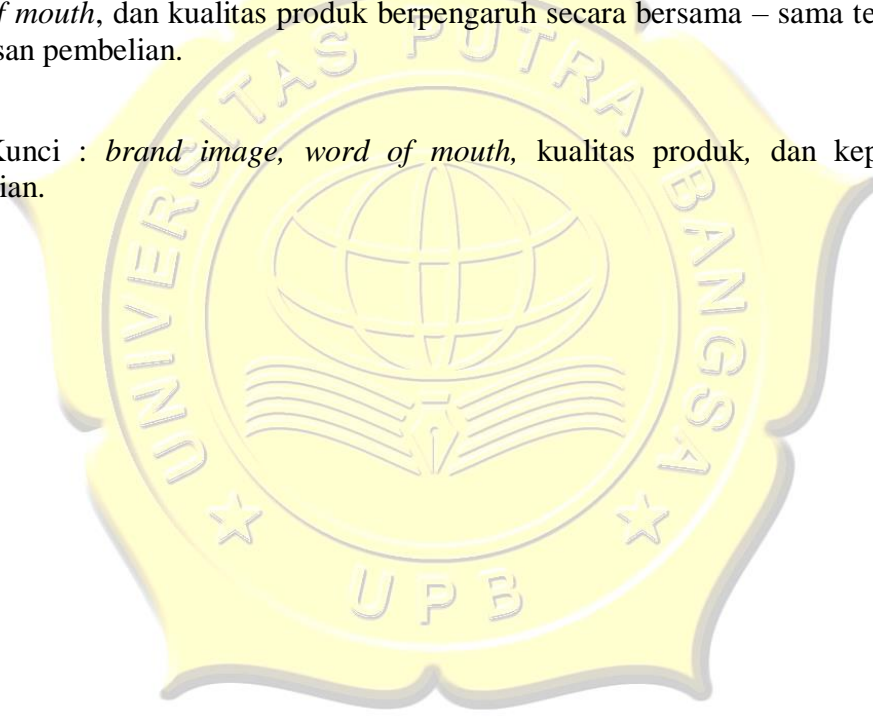 of mouth, dan kualitas produk berpengaruh secara bersama – sama te
san pembelian.
Kunci : brand image, word of mouth, kualitas produk, dan kep
ian.
UNIVERSITAS PUTRA BANGSA
UPB